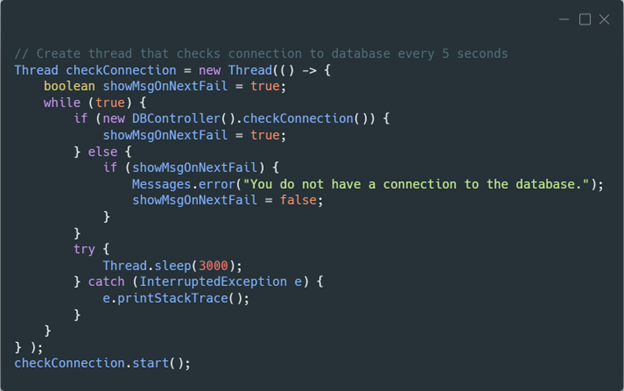 // Create thread that checks connection to database every 5 seconds
Thread checkConnection = new Thread(() -> {
    boolean showMsgOnNextFail = true;
    while (true) {
        if (new DBController().checkConnection()) {
            showMsgOnNextFail = true;
        } else {
            if (showMsgOnNextFail) {
                Messages.error("You do not have a connection to the database.");
                showMsgOnNextFail = false;
            }
        }
        try {
            Thread.sleep(3000);
        } catch (InterruptedException e) {
            e.printStackTrace();
        }
    }
} );
checkConnection.start();